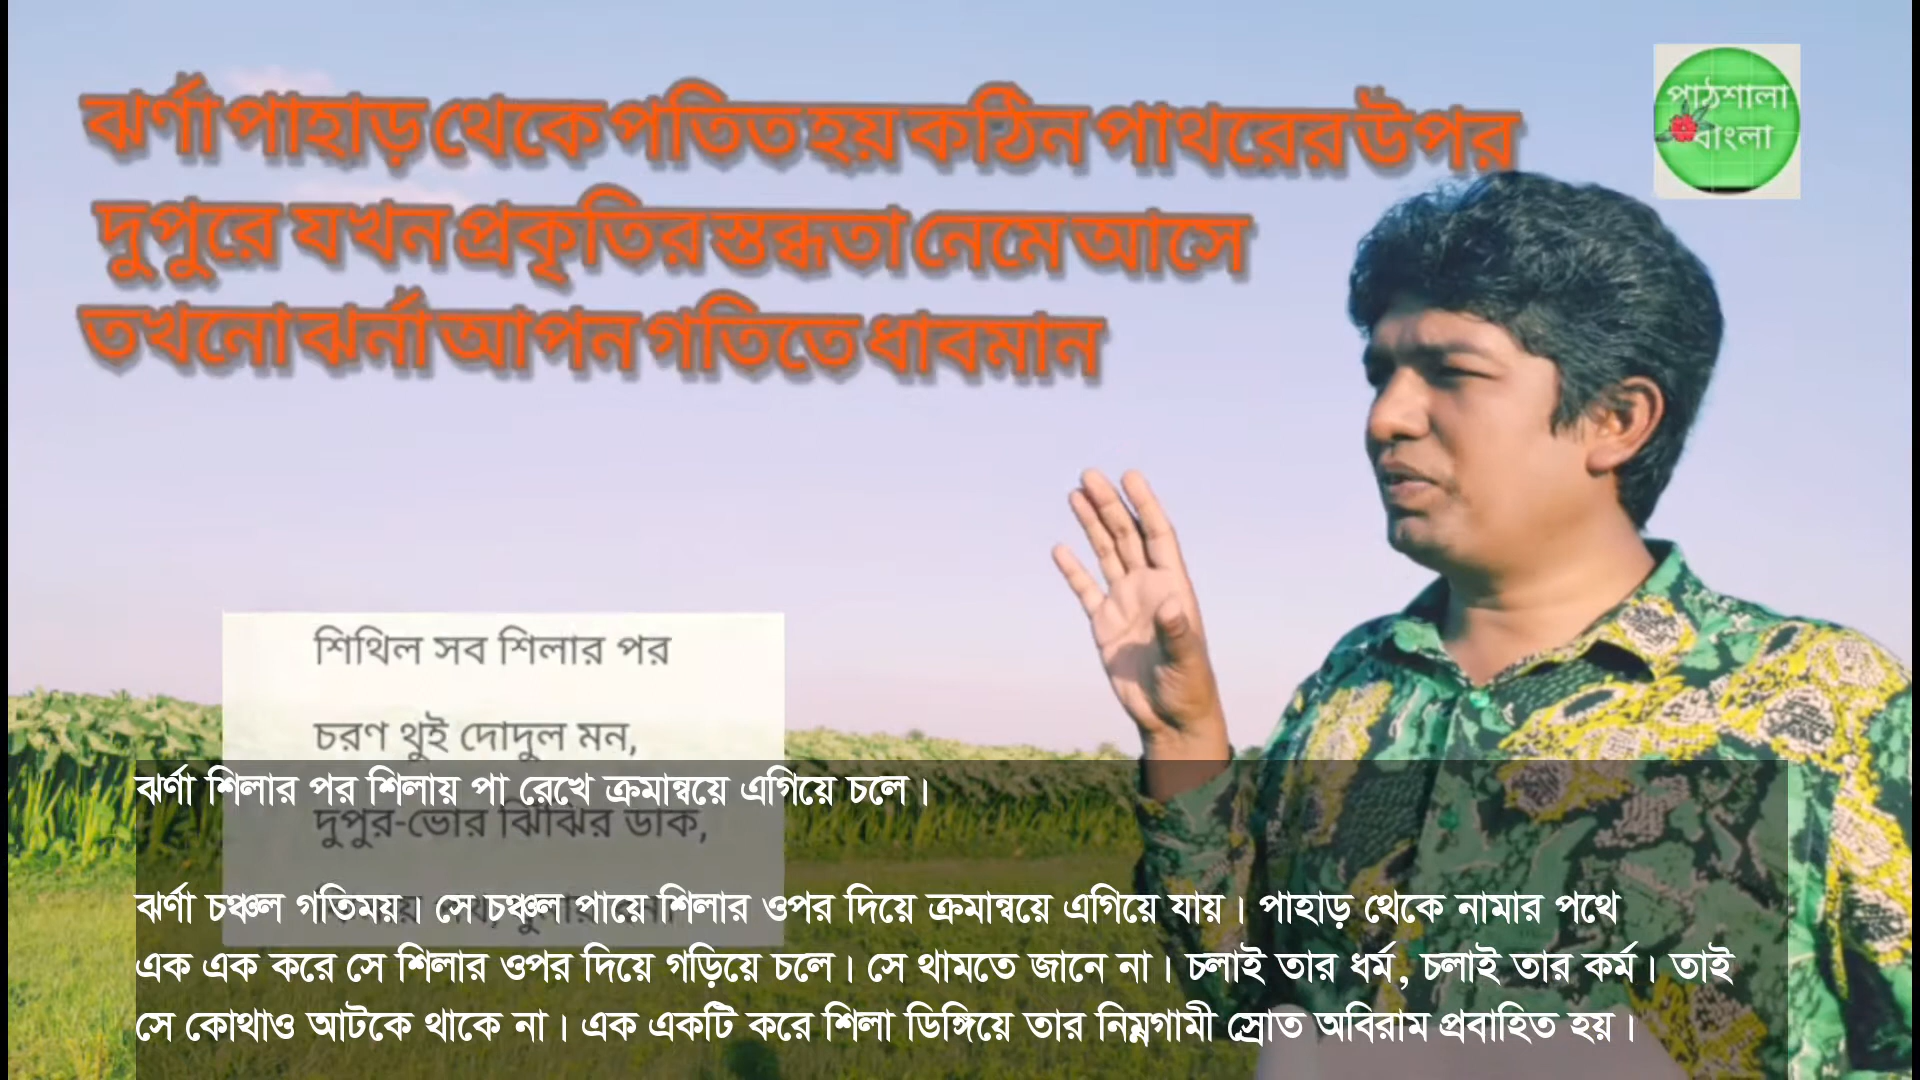 ঝর্ণা পাহাড় থেকে পতিত হয় কঠিন পাথরের উপর
দুপুরে যখন প্রকৃতির স্তব্ধতা নেমে আসে
তখনো ঝর্না আপন গতিতে ধাবমান
পাঠশালা
বাংলা
শিথিল সব শিলার পর
চরণ থুই দোদুল মন,
ঝর্ণা শিলার পর শিলায় পা রেখে ক্রমান্বয়ে এগিয়ে চলে।
দুপুর-ভোর ঝিঁঝির ডাক,
ঝর্ণা চঞ্চল গতিময়। সে চঞ্চল পায়ে শিলার ওপর দিয়ে ক্রমান্বয়ে এগিয়ে যায়। পাহাড় থেকে নামার পথে
এক এক করে সে শিলার ওপর দিয়ে গড়িয়ে চলে। সে থামতে জানে না। চলাই তার ধর্ম, চলাই তার কর্ম। তাই
সে কোথাও আটকে থাকে না। এক একটি করে শিলা ডিঙ্গিয়ে তার নিম্নগামী স্রোত অবিরাম প্রবাহিত হয়।